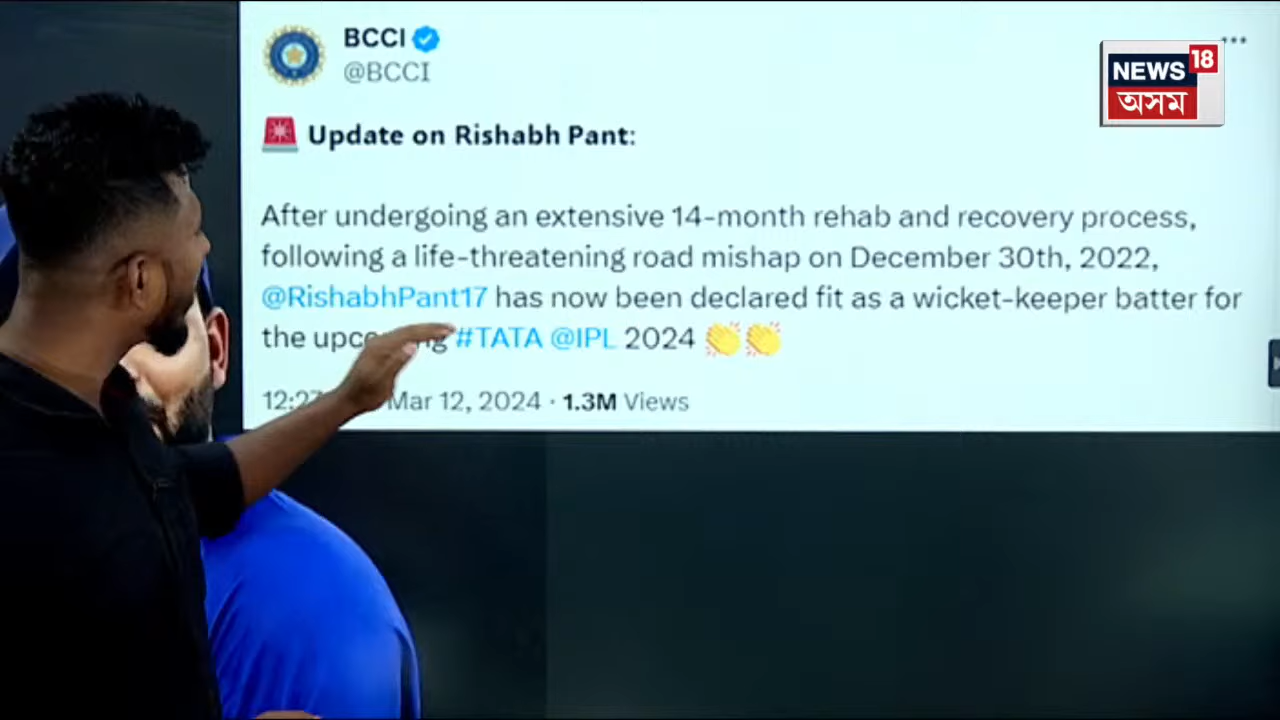 BCCI
@BCCI
NEWS 18
অসম
Update on Rishabh Pant:
After undergoing an extensive 14-month rehab and recovery process,
following a life-threatening road mishap on December 30th, 2022,
@RishabhPant17 has now been declared fit as a wicket-keeper batter for
the #TATA @IPL 2024 👏👏
Mar 12, 2024 · 1.3M Views